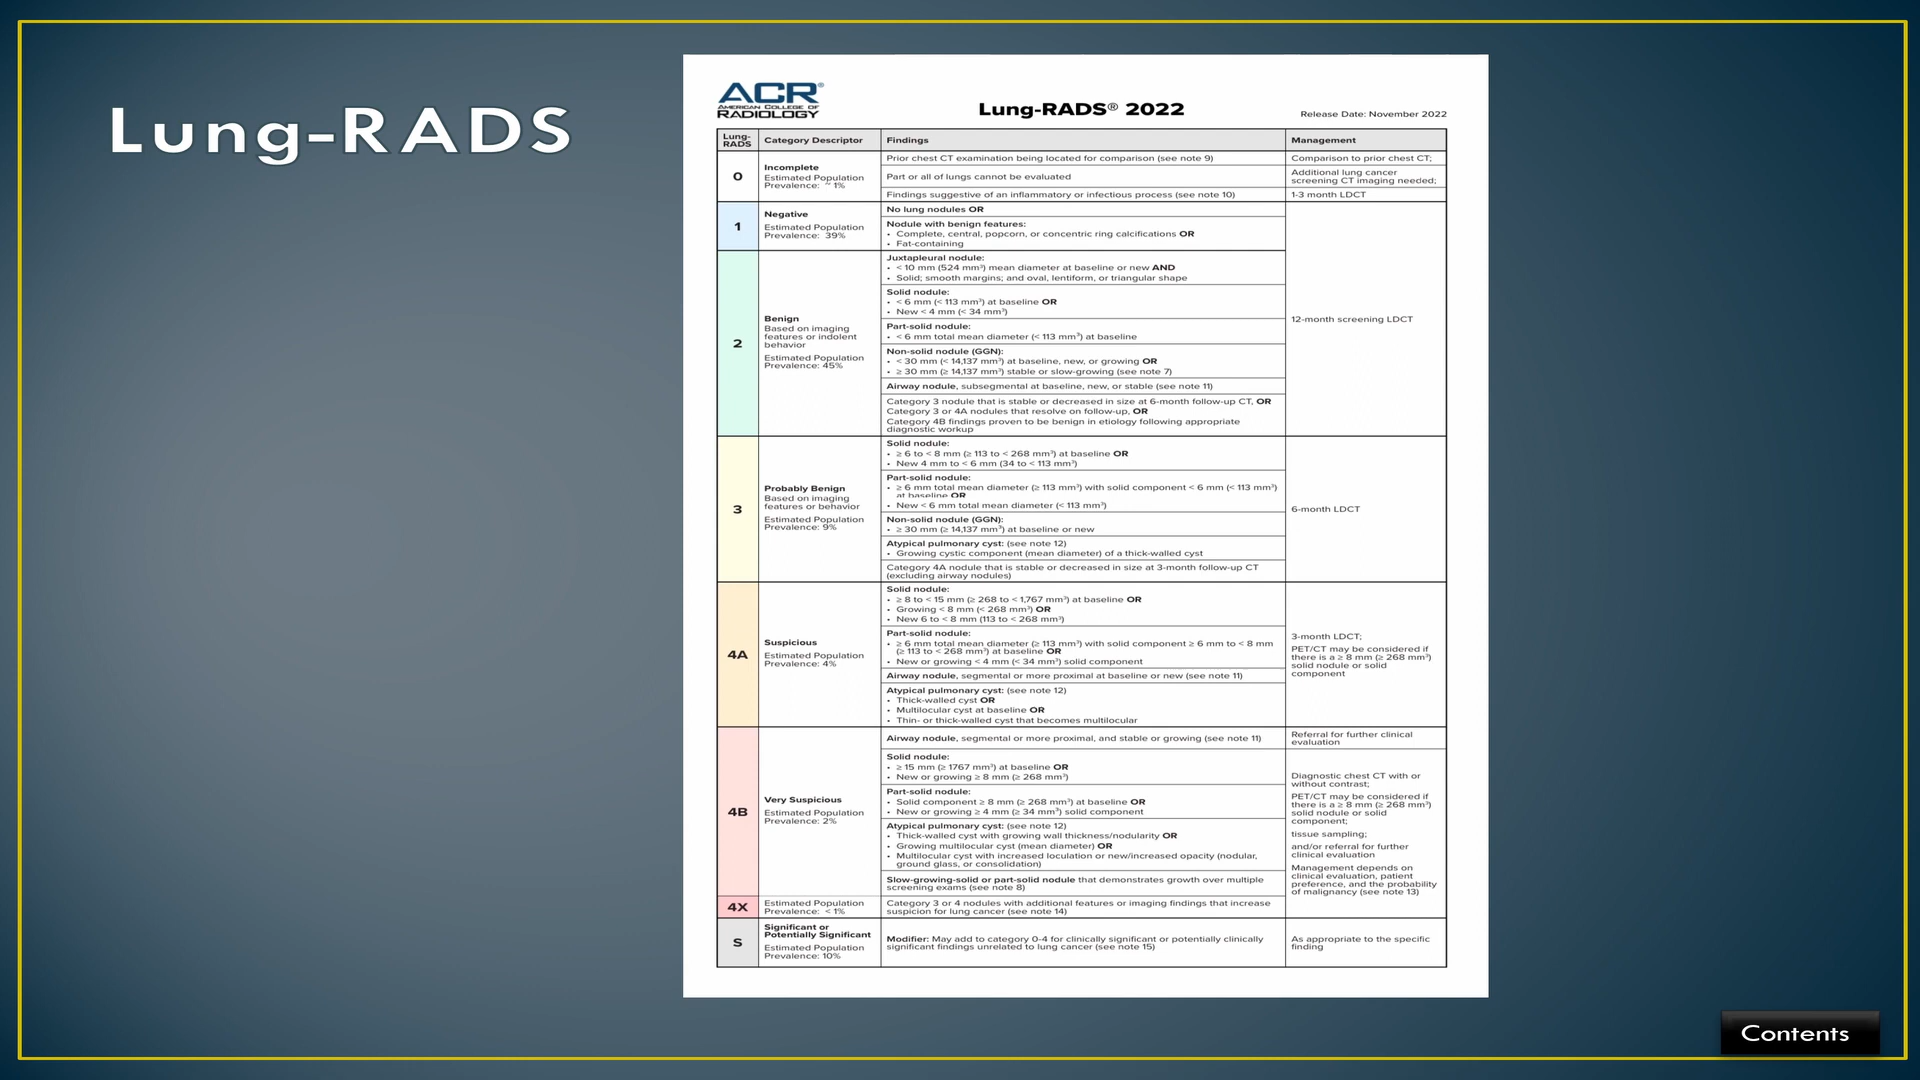 Lung-RADS
ACR®
AMERICAN COLLEGE OF
RADIOLOGY
Lung-RADS® 2022
Release Date: November 2022
Lung-
RADS
Category Descriptor
Findings
Management
0
Incomplete
Estimated Population
Prevalence: ~ 1%
Prior chest CT examination being located for comparison (see note 9)
Comparison to prior chest CT;
Part or all of lungs cannot be evaluated
Additional lung cancer
screening CT imaging needed;
Findings suggestive of an inflammatory or infectious process (see note 10)
1-3 month LDCT
1
Negative
Estimated Population
Prevalence: 39%
No lung nodules OR
Nodule with benign features:
• Complete, central, popcorn, or concentric ring calcifications OR
• Fat-containing
2
Benign
Based on imaging
features or indolent
behavior
Estimated Population
Prevalence: 45%
Juxtapleural nodule:
• < 10 mm (524 mm³) mean diameter at baseline or new AND
• Solid; smooth margins; and oval, lentiform, or triangular shape
Solid nodule:
• < 6 mm (< 113 mm³) at baseline OR
• New < 4 mm (< 34 mm³)
Part-solid nodule:
• < 6 mm total mean diameter (< 113 mm³) at baseline
Non-solid nodule (GGN):
• < 30 mm (< 14,137 mm³) at baseline, new, or growing OR
• ≥ 30 mm (≥ 14,137 mm³) stable or slow-growing (see note 7)
Airway nodule, subsegmental at baseline, new, or stable (see note 11)
Category 3 nodule that is stable or decreased in size at 6-month follow-up CT, OR
Category 3 or 4A nodules that resolve on follow-up, OR
Category 4B findings proven to be benign in etiology following appropriate
diagnostic workup
12-month screening LDCT
3
Probably Benign
Based on imaging
features or behavior
Estimated Population
Prevalence: 9%
Solid nodule:
• ≥ 6 to < 8 mm (≥ 113 to < 268 mm³) at baseline OR
• New 4 mm to < 6 mm (34 to < 113 mm³)
Part-solid nodule:
• ≥ 6 mm total mean diameter (≥ 113 mm³) with solid component < 6 mm (< 113 mm³)
at baseline OR
• New < 6 mm total mean diameter (< 113 mm³)
Non-solid nodule (GGN):
• ≥ 30 mm (≥ 14,137 mm³) at baseline or new
Atypical pulmonary cyst: (see note 12)
• Growing cystic component (mean diameter) of a thick-walled cyst
Category 4A nodule that is stable or decreased in size at 3-month follow-up CT
(excluding airway nodules)
6-month LDCT
4A
Suspicious
Estimated Population
Prevalence: 4%
Solid nodule:
• ≥ 8 to < 15 mm (≥ 268 to < 1,767 mm³) at baseline OR
• Growing < 8 mm (< 268 mm³) OR
• New 6 to < 8 mm (113 to < 268 mm³)
Part-solid nodule:
• ≥ 6 mm total mean diameter (≥ 113 mm³) with solid component ≥ 6 mm to < 8 mm
(≥ 113 to < 268 mm³) at baseline OR
• New or growing < 4 mm (< 34 mm³) solid component
Airway nodule, segmental or more proximal at baseline or new (see note 11)
Atypical pulmonary cyst: (see note 12)
• Thick-walled cyst OR
• Multilocular cyst at baseline OR
• Thin- or thick-walled cyst that becomes multilocular
3-month LDCT;
PET/CT may be considered if
there is a ≥ 8 mm (≥ 268 mm³)
solid nodule or solid
component
4B
Very Suspicious
Estimated Population
Prevalence: 2%
Airway nodule, segmental or more proximal, and stable or growing (see note 11)
Referral for further clinical
evaluation
Solid nodule:
• ≥ 15 mm (≥ 1767 mm³) at baseline OR
• New or growing ≥ 8 mm (≥ 268 mm³)
Part-solid nodule:
• Solid component ≥ 8 mm (≥ 268 mm³) at baseline OR
• New or growing ≥ 4 mm (≥ 34 mm³) solid component
Atypical pulmonary cyst: (see note 12)
• Thick-walled cyst with growing wall thickness/nodularity OR
• Growing multilocular cyst (mean diameter) OR
• Multilocular cyst with increased loculation or new/increased opacity (nodular,
ground glass, or consolidation)
Slow-growing-solid or part-solid nodule that demonstrates growth over multiple
screening exams (see note 8)
Diagnostic chest CT with or
without contrast;
PET/CT may be considered if
there is a ≥ 8 mm (≥ 268 mm³)
solid nodule or solid
component;
tissue sampling;
and/or referral for further
clinical evaluation
Management depends on
clinical evaluation, patient
preference, and the probability
of malignancy (see note 13)
4X
Estimated Population
Prevalence: < 1%
Category 3 or 4 nodules with additional features or imaging findings that increase
suspicion for lung cancer (see note 14)
S
Significant or
Potentially Significant
Estimated Population
Prevalence: 10%
Modifier: May add to category 0-4 for clinically significant or potentially clinically
significant findings unrelated to lung cancer (see note 15)
As appropriate to the specific
finding
Contents